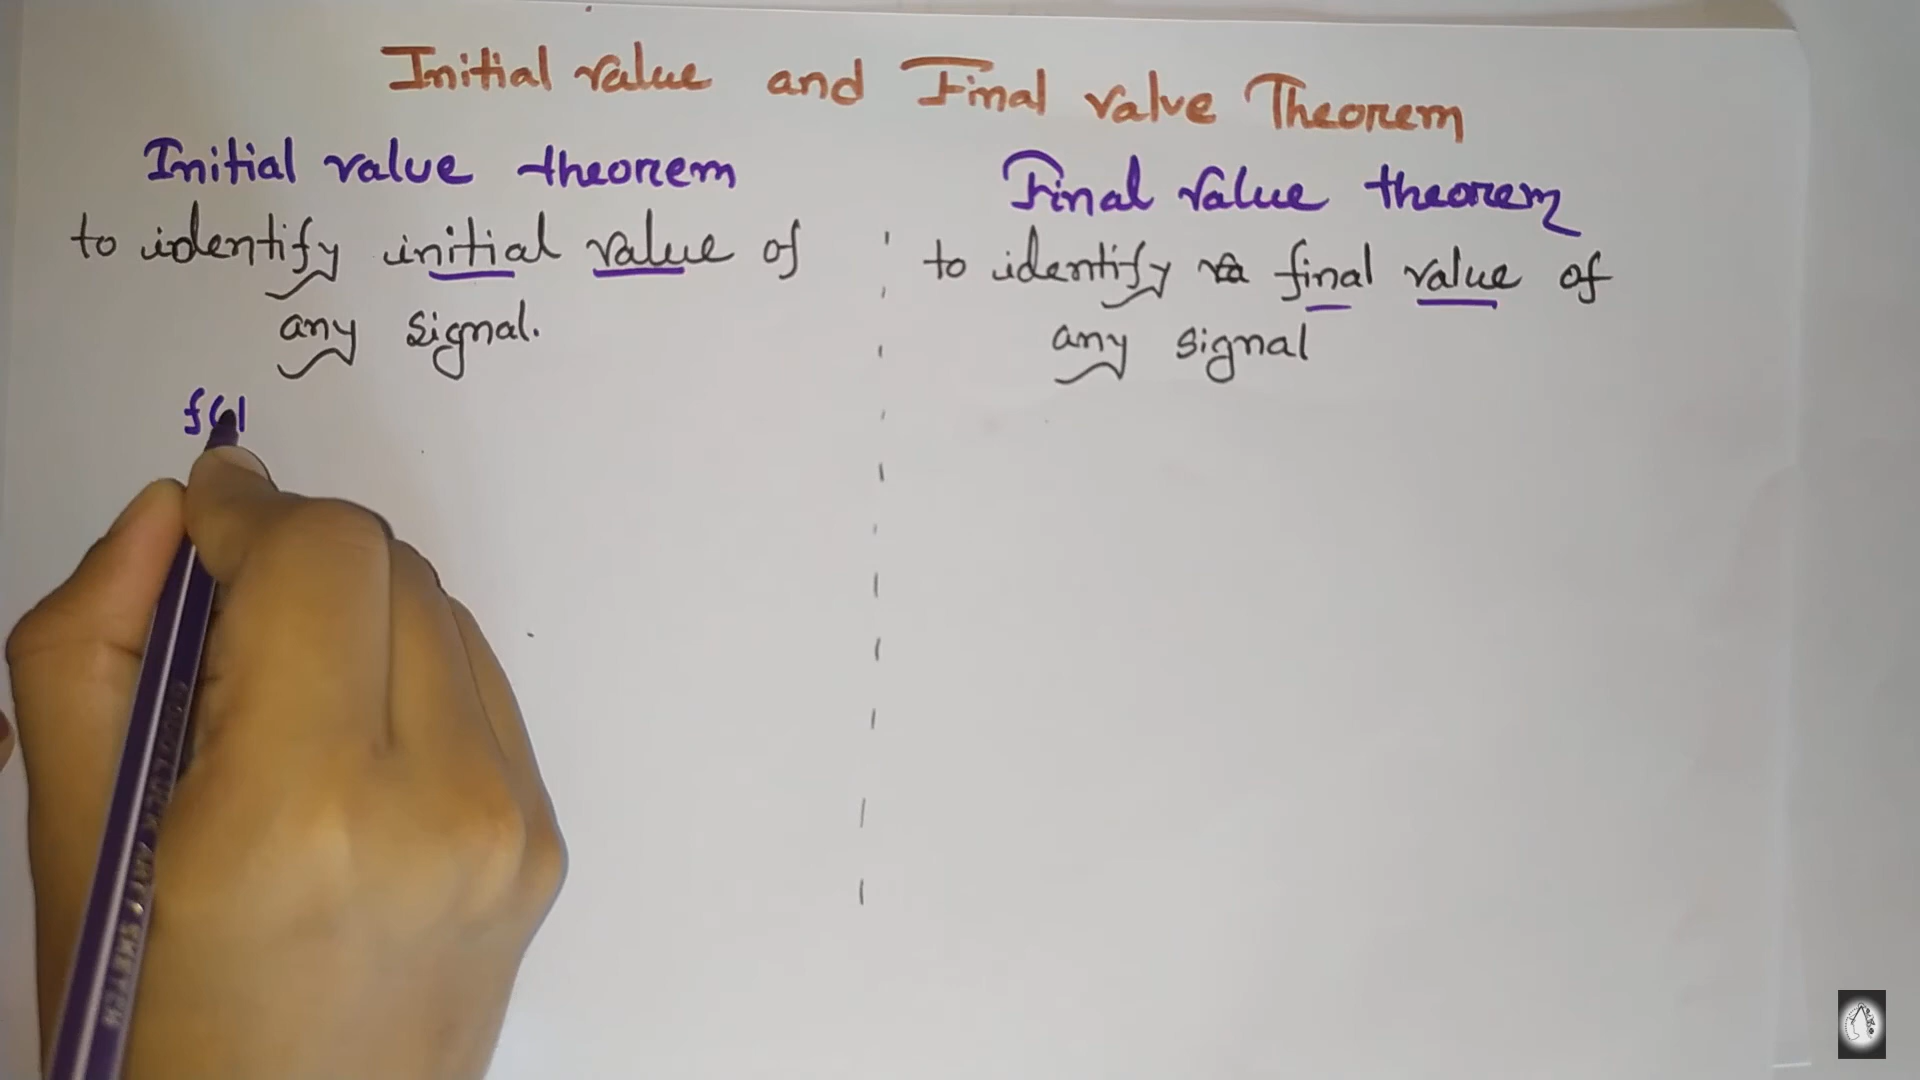 Initial value and Final value Theorem
Initial value theorem
to identify initial value of
any signal.
Final value theorem
to identify final value of
any signal